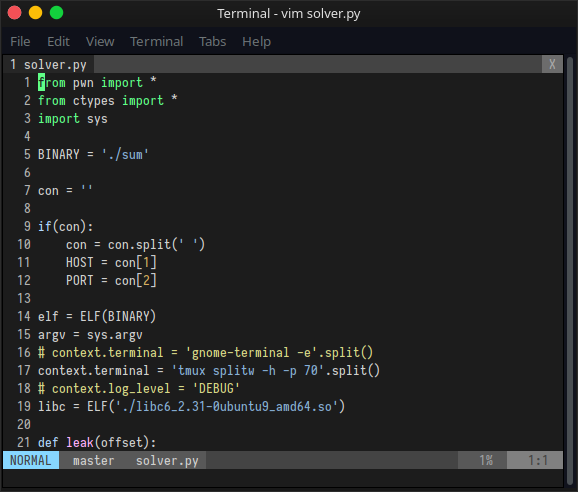 Terminal - vim solver.py
File Edit View Terminal Tabs Help
1 solver.py X
1 from pwn import *
2 from ctypes import *
3 import sys
4
5 BINARY = './sum'
6
7 con = ''
8
9 if(con):
10     con = con.split(' ')
11     HOST = con[1]
12     PORT = con[2]
13
14 elf = ELF(BINARY)
15 argv = sys.argv
16 # context.terminal = 'gnome-terminal -e'.split()
17 context.terminal = 'tmux splitw -h -p 70'.split()
18 # context.log_level = 'DEBUG'
19 libc = ELF('./libc6_2.31-0ubuntu9_amd64.so')
20
21 def leak(offset):
NORMAL master solver.py 1% 1:1